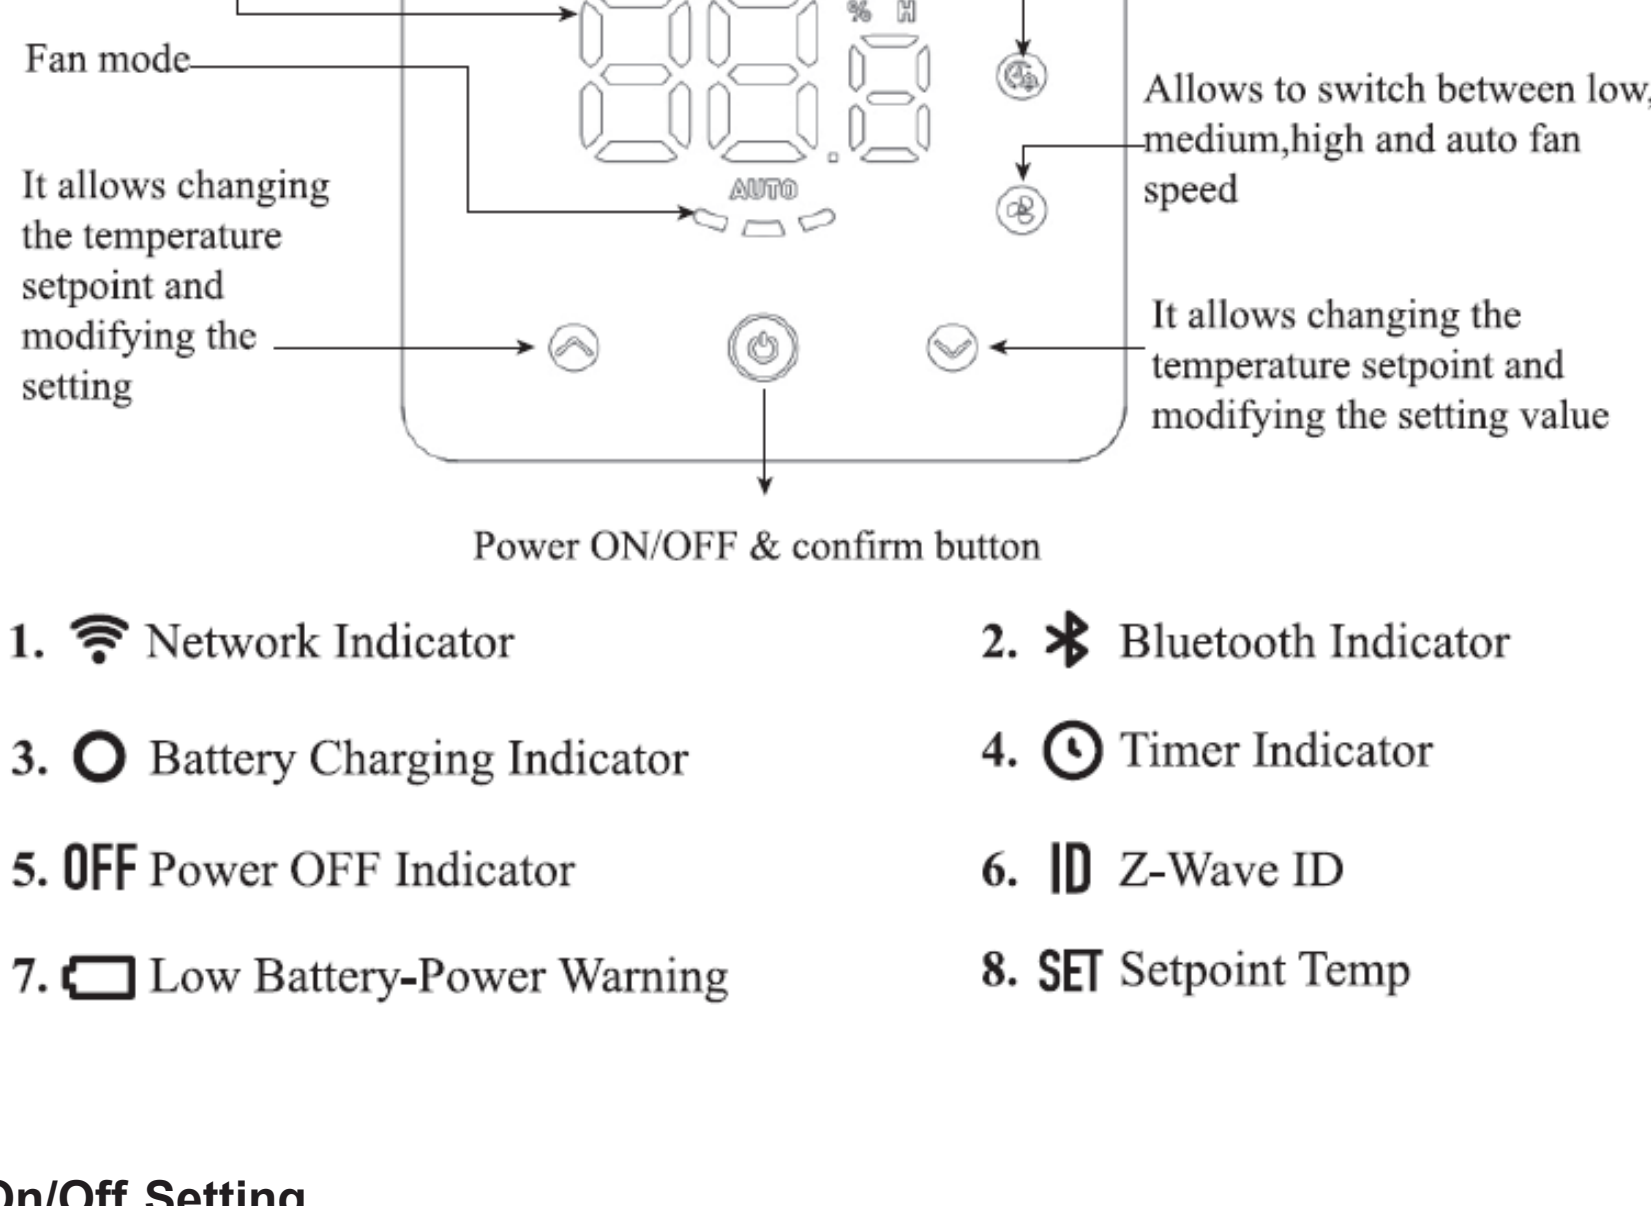 % H
Fan mode
Allows to switch between low,
medium,high and auto fan
speed
It allows changing
the temperature
setpoint and
modifying the
setting
AUTO
It allows changing the
temperature setpoint and
modifying the setting value
Power ON/OFF & confirm button
1. Network Indicator
2. Bluetooth Indicator
3. Battery Charging Indicator
4. Timer Indicator
5. OFF Power OFF Indicator
6. ID Z-Wave ID
7. Low Battery-Power Warning
8. SET Setpoint Temp
On/Off Setting